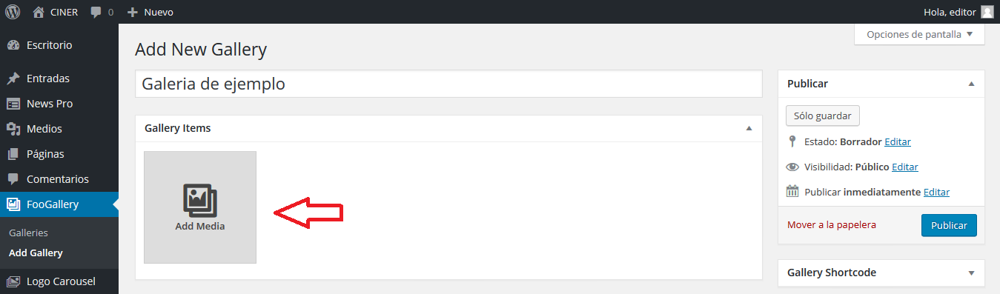 CINER 0 Nuevo Hola, editor
Opciones de pantalla
Escritorio
Entradas
News Pro
Medios
Páginas
Comentarios
FooGallery
Galleries
Add Gallery
Logo Carousel
Add New Gallery
Galeria de ejemplo
Gallery Items
Add Media
Publicar
Sólo guardar
Estado: Borrador Editar
Visibilidad: Público Editar
Publicar inmediatamente Editar
Mover a la papelera Publicar
Gallery Shortcode